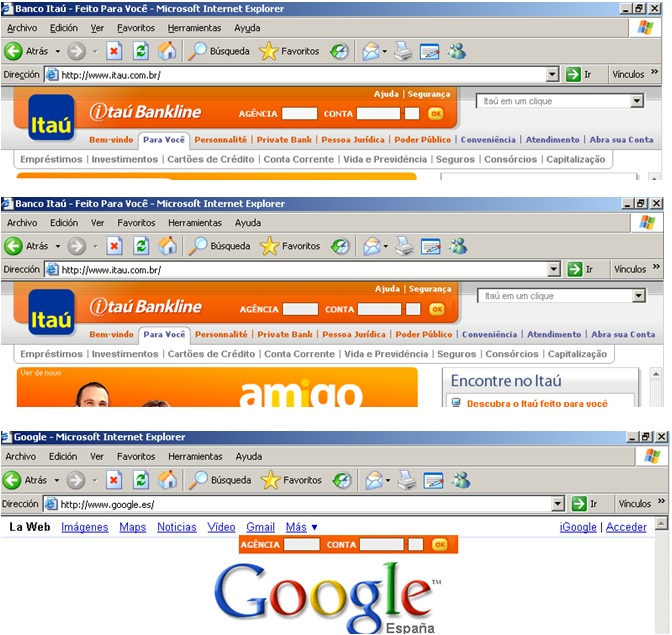 Banco Itaú - Feito Para Você - Microsoft Internet Explorer
Archivo Edición Ver Favoritos Herramientas Ayuda
Atrás Búsqueda Favoritos
Dirección http://www.itau.com.br/ Ir Vínculos »
Ajuda | Segurança
Itaú itaú Bankline AGÊNCIA CONTA - OK Itaú em um clique
Bem-vindo Para Você Personnalité | Private Bank | Pessoa Jurídica | Poder Público | Conveniência | Atendimento | Abra sua Conta
Empréstimos | Investimentos | Cartões de Crédito | Conta Corrente | Vida e Previdência | Seguros | Consórcios | Capitalização
Banco Itaú - Feito Para Você - Microsoft Internet Explorer
Archivo Edición Ver Favoritos Herramientas Ayuda
Atrás Búsqueda Favoritos
Dirección http://www.itau.com.br/ Ir Vínculos »
Ajuda | Segurança
Itaú itaú Bankline AGÊNCIA CONTA - OK Itaú em um clique
Bem-vindo Para Você Personnalité | Private Bank | Pessoa Jurídica | Poder Público | Conveniência | Atendimento | Abra sua Conta
Empréstimos | Investimentos | Cartões de Crédito | Conta Corrente | Vida e Previdência | Seguros | Consórcios | Capitalização
Ver de novo
amigo Encontre no Itaú
Descubra o Itaú feito para você
Google - Microsoft Internet Explorer
Archivo Edición Ver Favoritos Herramientas Ayuda
Atrás Búsqueda Favoritos
Dirección http://www.google.es/ Ir Vínculos »
La Web Imágenes Maps Noticias Vídeo Gmail Más ▼ iGoogle | Acceder
AGÊNCIA CONTA - OK
Google™
España